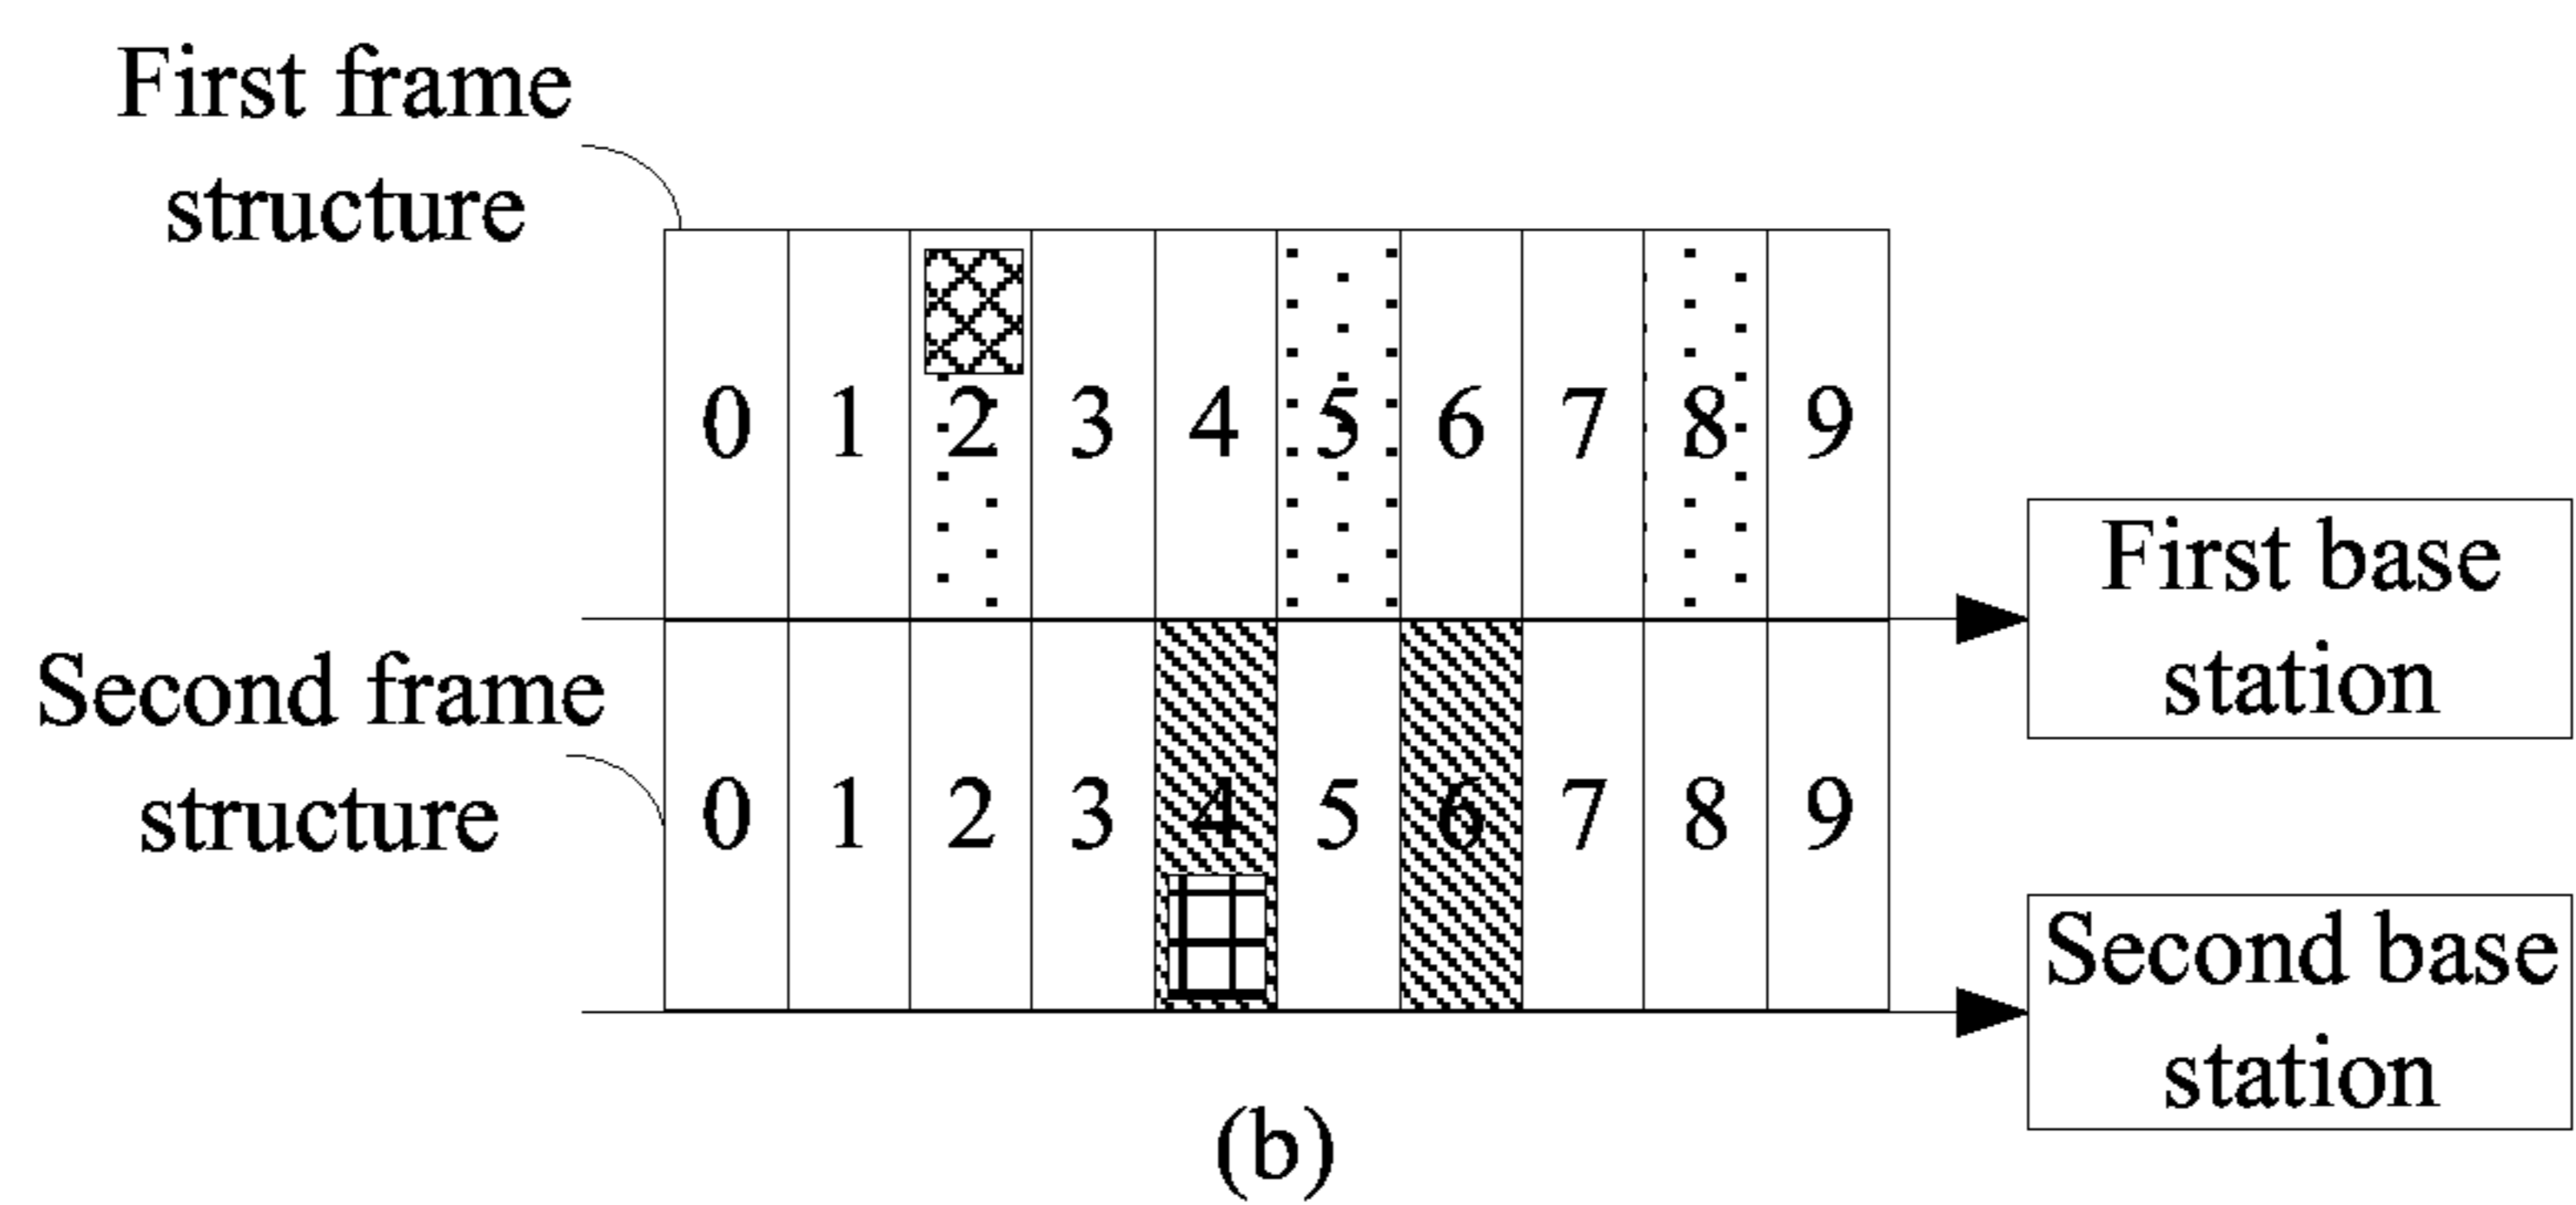 First frame
structure
0 1 2 3 4 5 6 7 8 9
First base
station
Second frame
structure
0 1 2 3 4 5 6 7 8 9
Second base
station
(b)